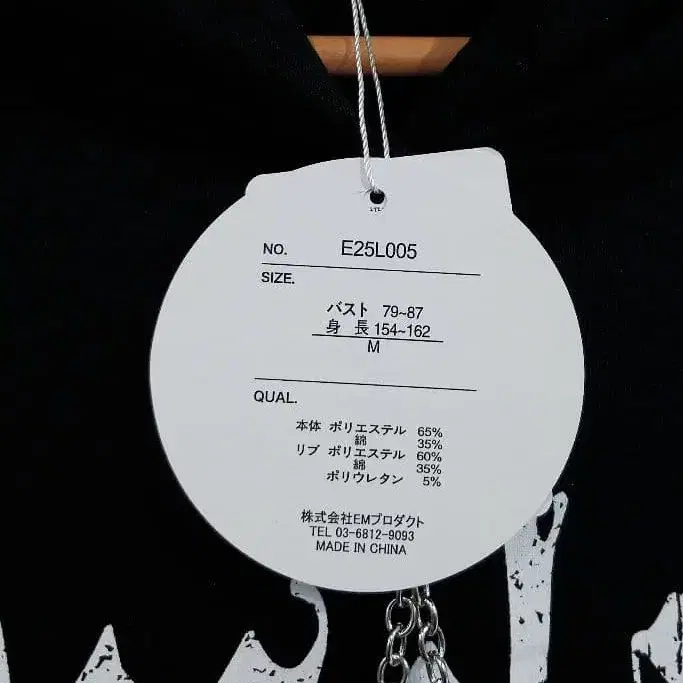 NO. E25L005
SIZE.
バスト 79~87
身 長 154~162
M
QUAL.
本体 ポリエステル 65%
綿 35%
リブ ポリエステル 60%
綿 35%
ポリウレタン 5%
株式会社EMプロダクト
TEL 03-6812-9093
MADE IN CHINA